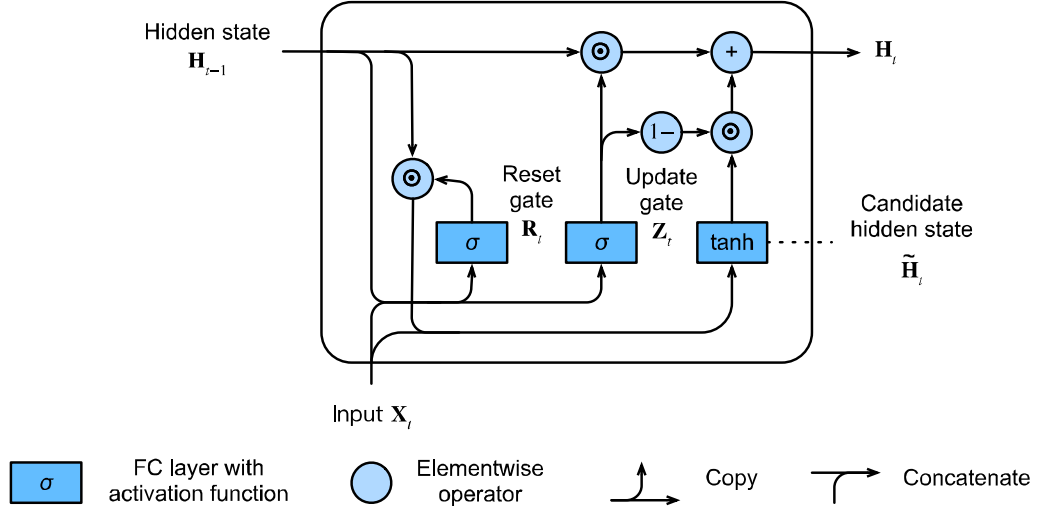 Hidden state
H_{t−1}
⊙
+
H_t
1−
⊙
⊙
Reset
gate
R_t
Update
gate
Z_t
σ
σ
tanh
Candidate
hidden state
H̃_t
Input X_t
σ
FC layer with
activation function
Elementwise
operator
Copy
Concatenate